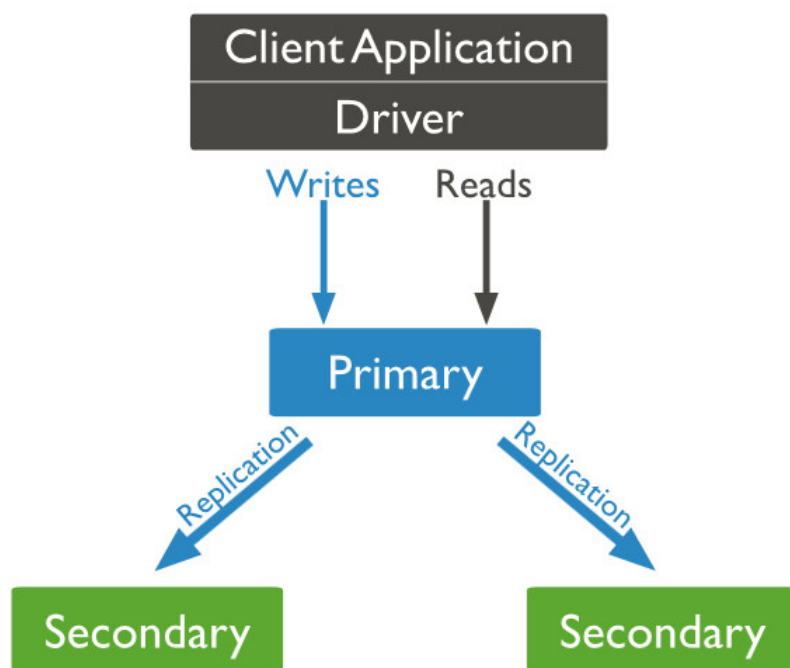 Client Application
Driver
Writes
Reads
Primary
Replication
Replication
Secondary
Secondary